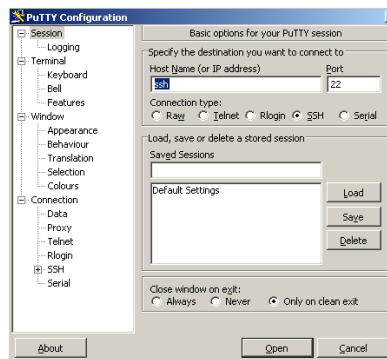 PuTTY Configuration
Session
Logging
Terminal
Keyboard
Bell
Features
Window
Appearance
Behaviour
Translation
Selection
Colours
Connection
Data
Proxy
Telnet
Rlogin
SSH
Serial
Basic options for your PuTTY session
Specify the destination you want to connect to
Host Name (or IP address) Port
ssh 22
Connection type:
Raw Telnet Rlogin SSH Serial
Load, save or delete a stored session
Saved Sessions
Default Settings
Load
Save
Delete
Close window on exit:
Always Never Only on clean exit
About Open Cancel